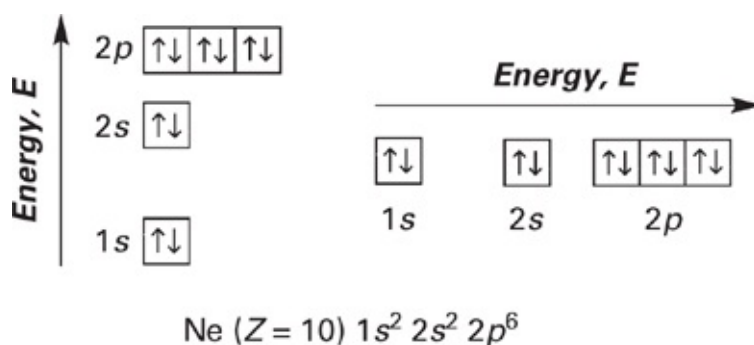 Energy, E
2p ↑↓ ↑↓ ↑↓
2s ↑↓
1s ↑↓
Energy, E
↑↓ ↑↓ ↑↓ ↑↓ ↑↓
1s 2s 2p
Ne (Z = 10) 1s² 2s² 2p⁶